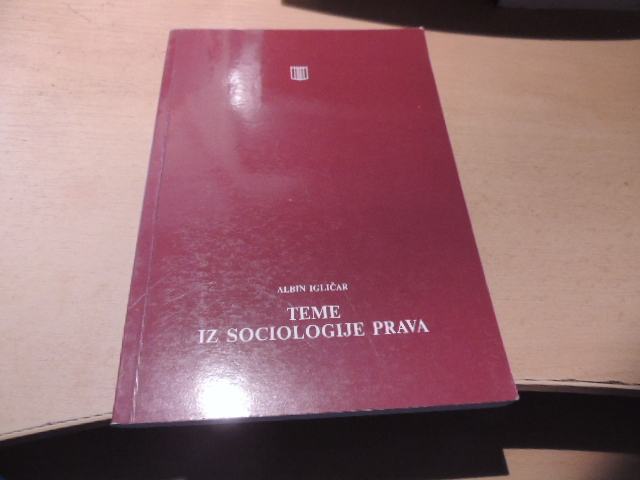 ALBIN IGLIČAR
TEME
IZ SOCIOLOGIJE PRAVA